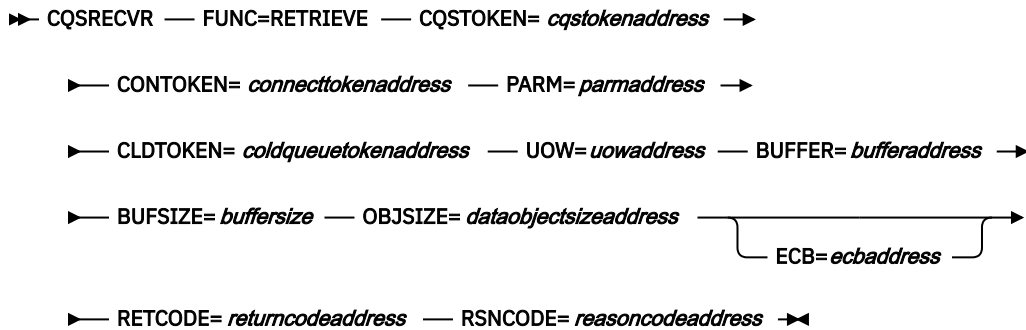 CQSRECVR FUNC=RETRIEVE CQSTOKEN= cqstokenaddress
CONTOKEN= connecttokenaddress PARM= parmaddress
CLDTOKEN= coldqueuetokenaddress UOW= uowaddress BUFFER= bufferaddress
BUFSIZE= buffersize OBJSIZE= dataobjectsizeaddress
ECB= ecbaddress
RETCODE= returncodeaddress RSNCODE= reasoncodeaddress